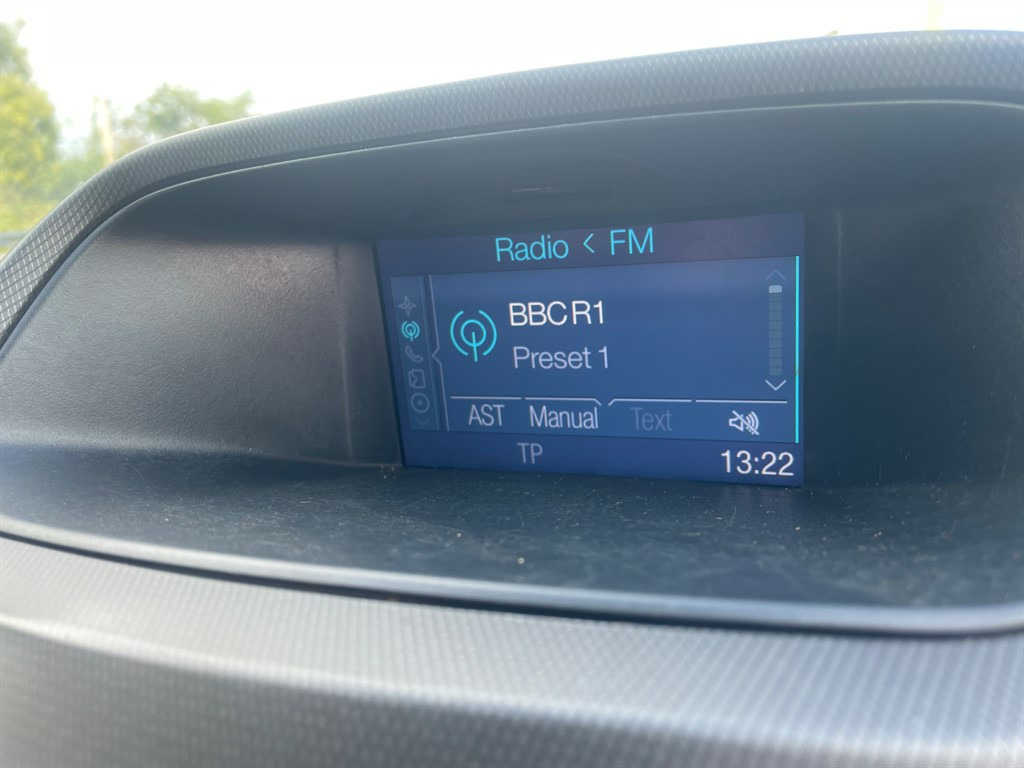 Radio < FM
BBC R1
Preset 1
AST Manual Text
TP 13:22